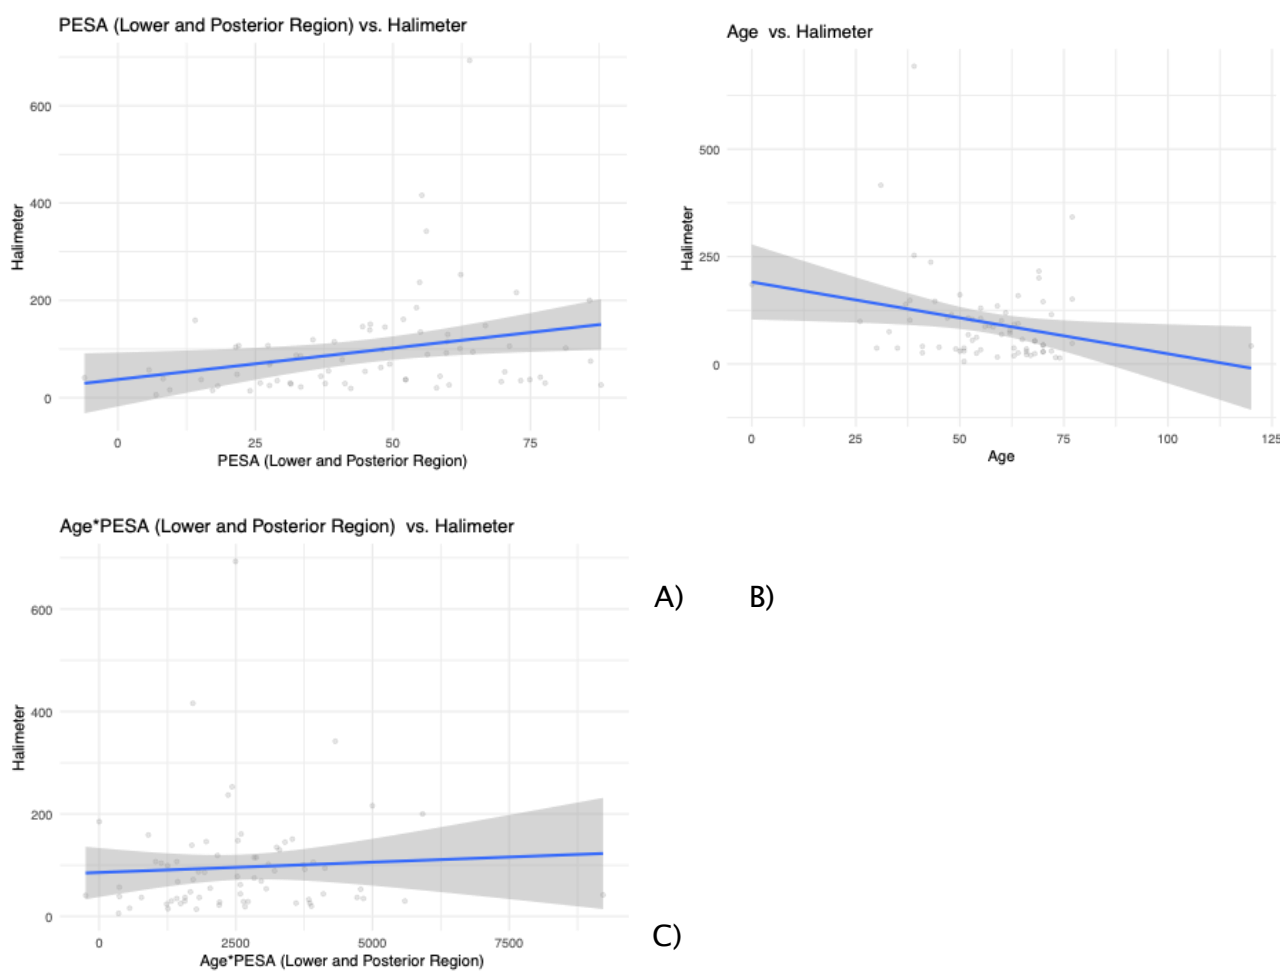 PESA (Lower and Posterior Region) vs. Halimeter
600
400
200
0
Halimeter
0 25 50 75
PESA (Lower and Posterior Region)
Age vs. Halimeter
500
250
0
Halimeter
0 25 50 75 100 125
Age
Age*PESA (Lower and Posterior Region) vs. Halimeter
600
400
200
0
Halimeter
0 2500 5000 7500
Age*PESA (Lower and Posterior Region)
A) B)
C)